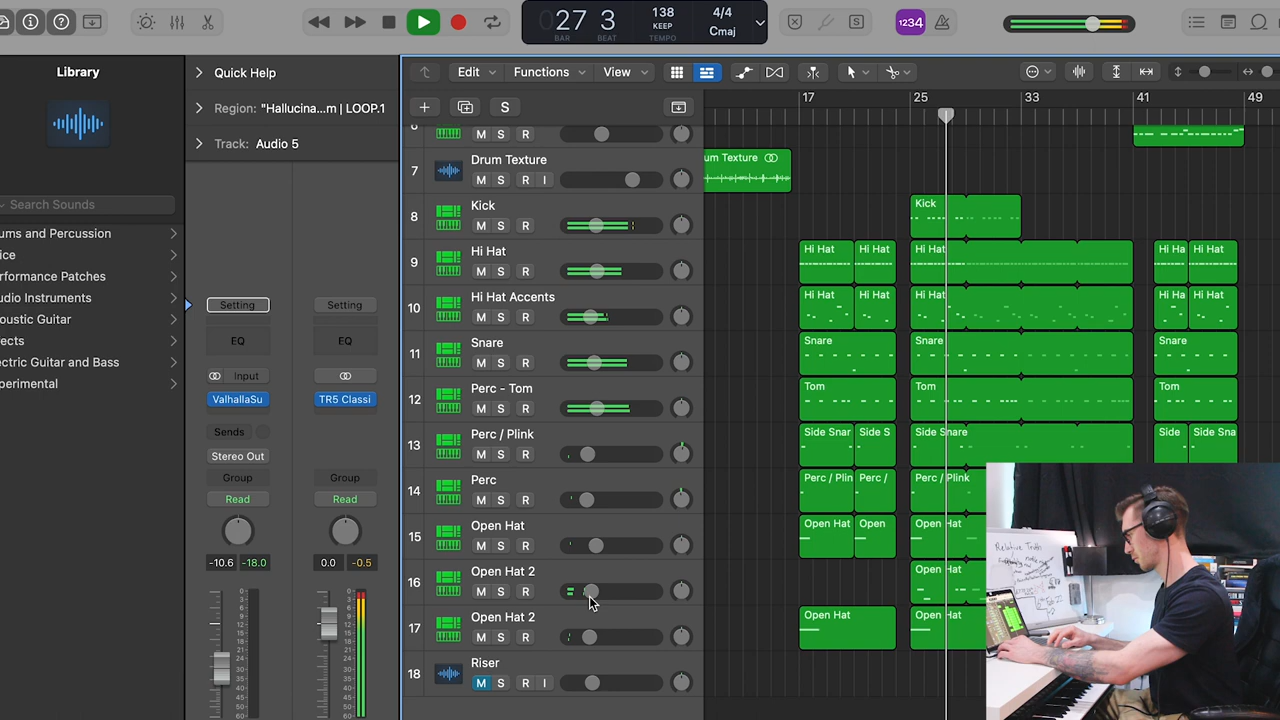 27 3
BAR BEAT
138
KEEP
TEMPO
4/4
Cmaj
1234
Library
Search Sounds
ums and Percussion
ice
rformance Patches
udio Instruments
coustic Guitar
ects
ectric Guitar and Bass
perimental
Quick Help
Region: "Hallucina...m | LOOP.1
Track: Audio 5
Setting
Setting
EQ
EQ
Input
ValhallaSu
TR5 Classi
Sends
Stereo Out
Group
Group
Read
Read
-10.6 -18.0
0.0 -0.5
Edit Functions View
S
17 25 33 41 49
M S R
7 Drum Texture
M S R I
um Texture
8 Kick
M S R
Kick
9 Hi Hat
M S R
Hi Hat Hi Hat Hi Hat Hi Ha Hi Hat
10 Hi Hat Accents
M S R
Hi Hat Hi Hat Hi Hat Hi Ha Hi Hat
11 Snare
M S R
Snare Snare Snare
12 Perc - Tom
M S R
Tom Tom Tom
13 Perc / Plink
M S R
Side Snar Side S Side Snare Side Side Sna
14 Perc
M S R
Perc / Plin Perc / Perc / Plink
15 Open Hat
M S R
Open Hat Open Open Hat
16 Open Hat 2
M S R
Open Hat
17 Open Hat 2
M S R
Open Hat Open Hat
18 Riser
M S R I
Relative Truth